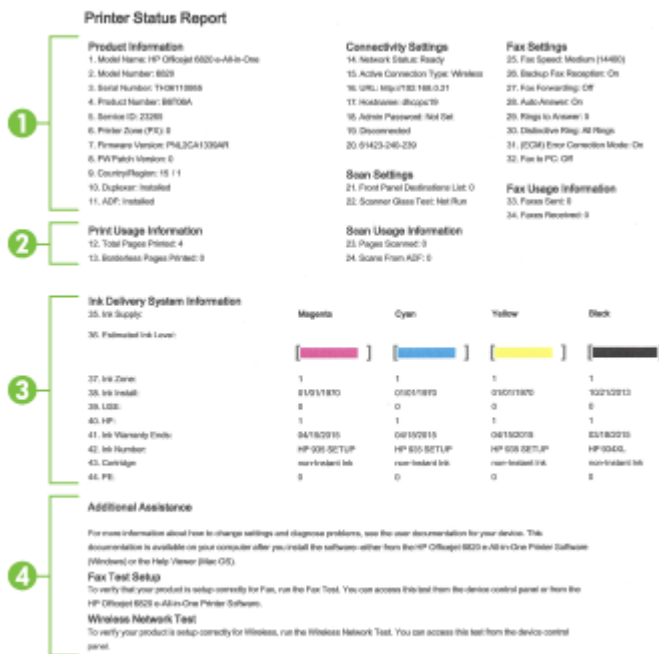 Printer Status Report
1
Product Information
1. Model Name: HP Officejet 6820 e-All-in-One
2. Model Number: 6820
3. Serial Number:
4. Product Number: B6T06A
5. Service ID: 23265
6. Printer Zone (PS): 0
7. Firmware Version:
8. FW Patch Version: 0
9. Country/Region: 15 / 1
10. Duplexer: Installed
11. ADF: Installed
Connectivity Settings
14. Network Status: Ready
15. Active Connection Type: Wireless
16. URL: http://192.168.0.21
17. Hostname: dhcppc19
18. Admin Password: Not Set
19. Disconnected
20. 61423-240-239
Scan Settings
21. Front Panel Destinations List: 0
22. Scanner Glass Test: Not Run
Fax Settings
25. Fax Speed: Medium (14400)
26. Backup Fax Reception: On
27. Fax Forwarding: Off
28. Auto Answer: On
29. Rings to Answer: 5
30. Distinctive Ring: All Rings
31. (ECM) Error Correction Mode: On
32. Fax to PC: Off
Fax Usage Information
33. Faxes Sent: 0
34. Faxes Received: 0
2
Print Usage Information
12. Total Pages Printed: 4
13. Borderless Pages Printed: 0
Scan Usage Information
23. Pages Scanned: 0
24. Scans From ADF: 0
3
Ink Delivery System Information
35. Ink Supply: Magenta Cyan Yellow Black
36. Estimated Ink Level:
37. Ink Zone: 1 1 1 1
38. Ink Install: 01/01/1970 01/01/1970 01/01/1970 10/21/2013
39. USE: 0 0 0 0
40. HP: 1 1 1 1
41. Ink Warranty Ends: 04/15/2015 04/15/2015 04/15/2015 03/18/2015
42. Ink Number: HP 935 SETUP HP 935 SETUP HP 935 SETUP HP 934XL
43. Cartridge: non-Instant Ink non-Instant Ink non-Instant Ink non-Instant Ink
44. PS: 0 0 0 0
4
Additional Assistance
For more information about how to change settings and diagnose problems, see the user documentation for your device. This
documentation is available on your computer after you install the software-either from the HP Officejet 6820 e-All-in-One Printer Software
(Windows) or the Help Viewer (Mac OS).
Fax Test Setup
To verify that your product is setup correctly for Fax, run the Fax Test. You can access this test from the device control panel or from the
HP Officejet 6820 e-All-in-One Printer Software.
Wireless Network Test
To verify your product is setup correctly for Wireless, run the Wireless Network Test. You can access this test from the device control
panel.